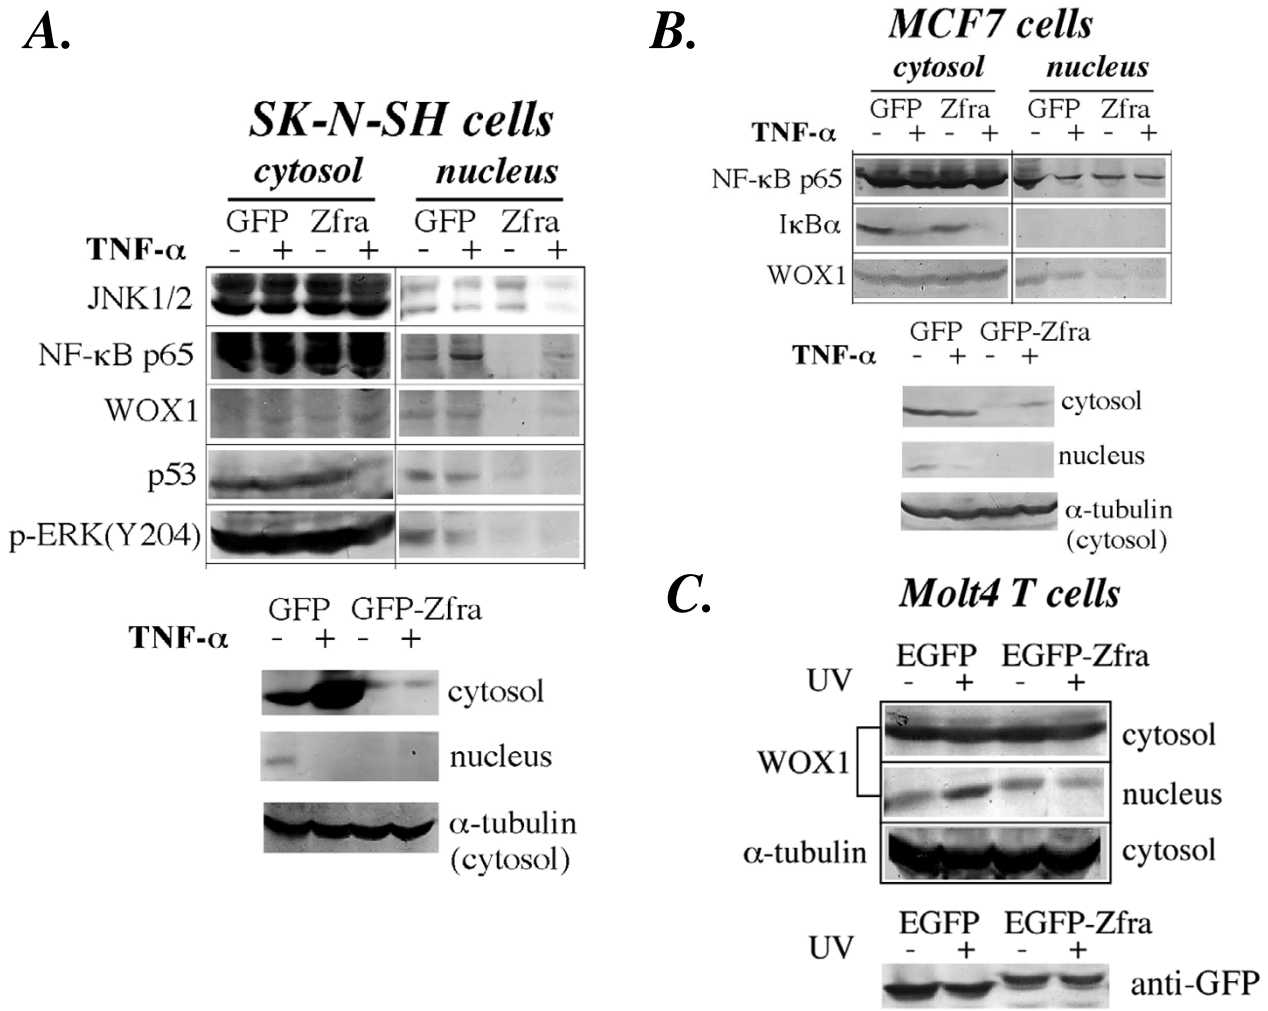 A.
SK-N-SH cells
cytosol nucleus
GFP Zfra GFP Zfra
TNF-α - + - + - + - +
JNK1/2
NF-κB p65
WOX1
p53
p-ERK(Y204)
GFP GFP-Zfra
TNF-α - + - +
cytosol
nucleus
α-tubulin
(cytosol)
B.
MCF7 cells
cytosol nucleus
GFP Zfra GFP Zfra
TNF-α - + - + - + - +
NF-κB p65
IκBα
WOX1
GFP GFP-Zfra
TNF-α - + - +
cytosol
nucleus
α-tubulin
(cytosol)
C.
Molt4 T cells
EGFP EGFP-Zfra
UV - + - +
WOX1 cytosol
nucleus
α-tubulin cytosol
EGFP EGFP-Zfra
UV - + - +
anti-GFP